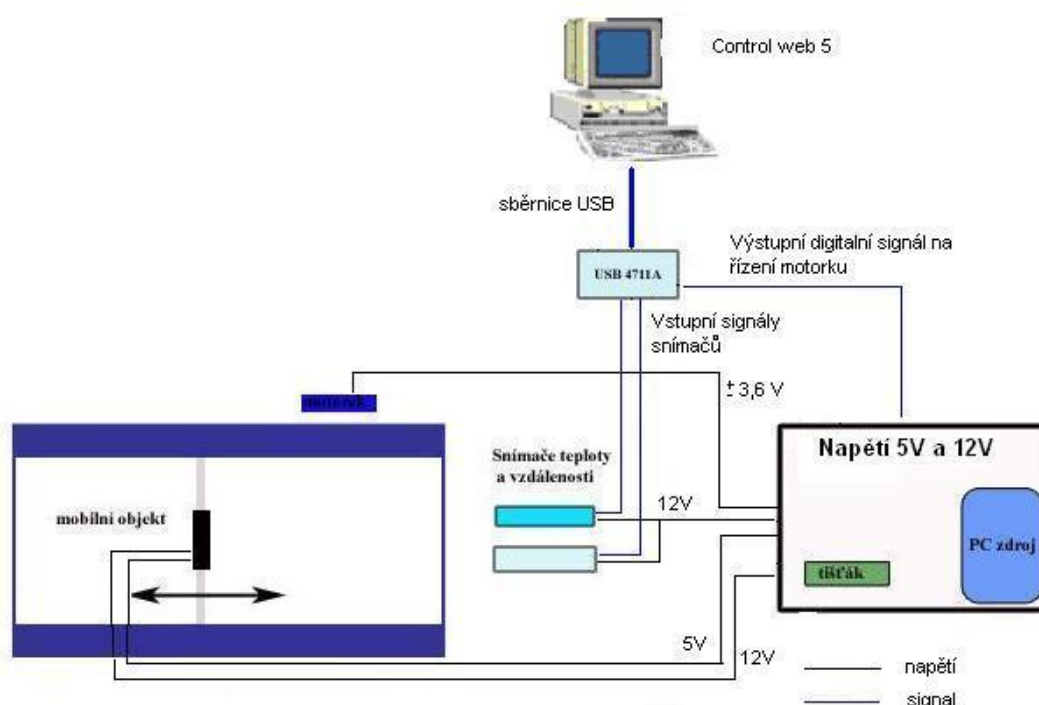 Control web 5
sběrnice USB
USB 4711A
Výstupní digitalní signál na
řízení motorku
Vstupní signály
snímačů
± 3,6 V
Napětí 5V a 12V
Snímače teploty
a vzdálenosti
mobilní objekt
12V
PC zdroj
tišťák
5V
12V
napětí
signal